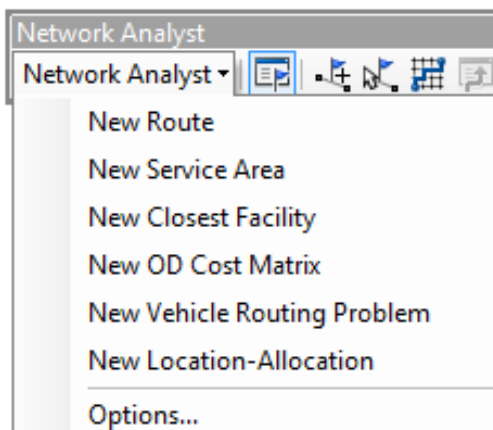 Network Analyst
Network Analyst
New Route
New Service Area
New Closest Facility
New OD Cost Matrix
New Vehicle Routing Problem
New Location-Allocation
Options...